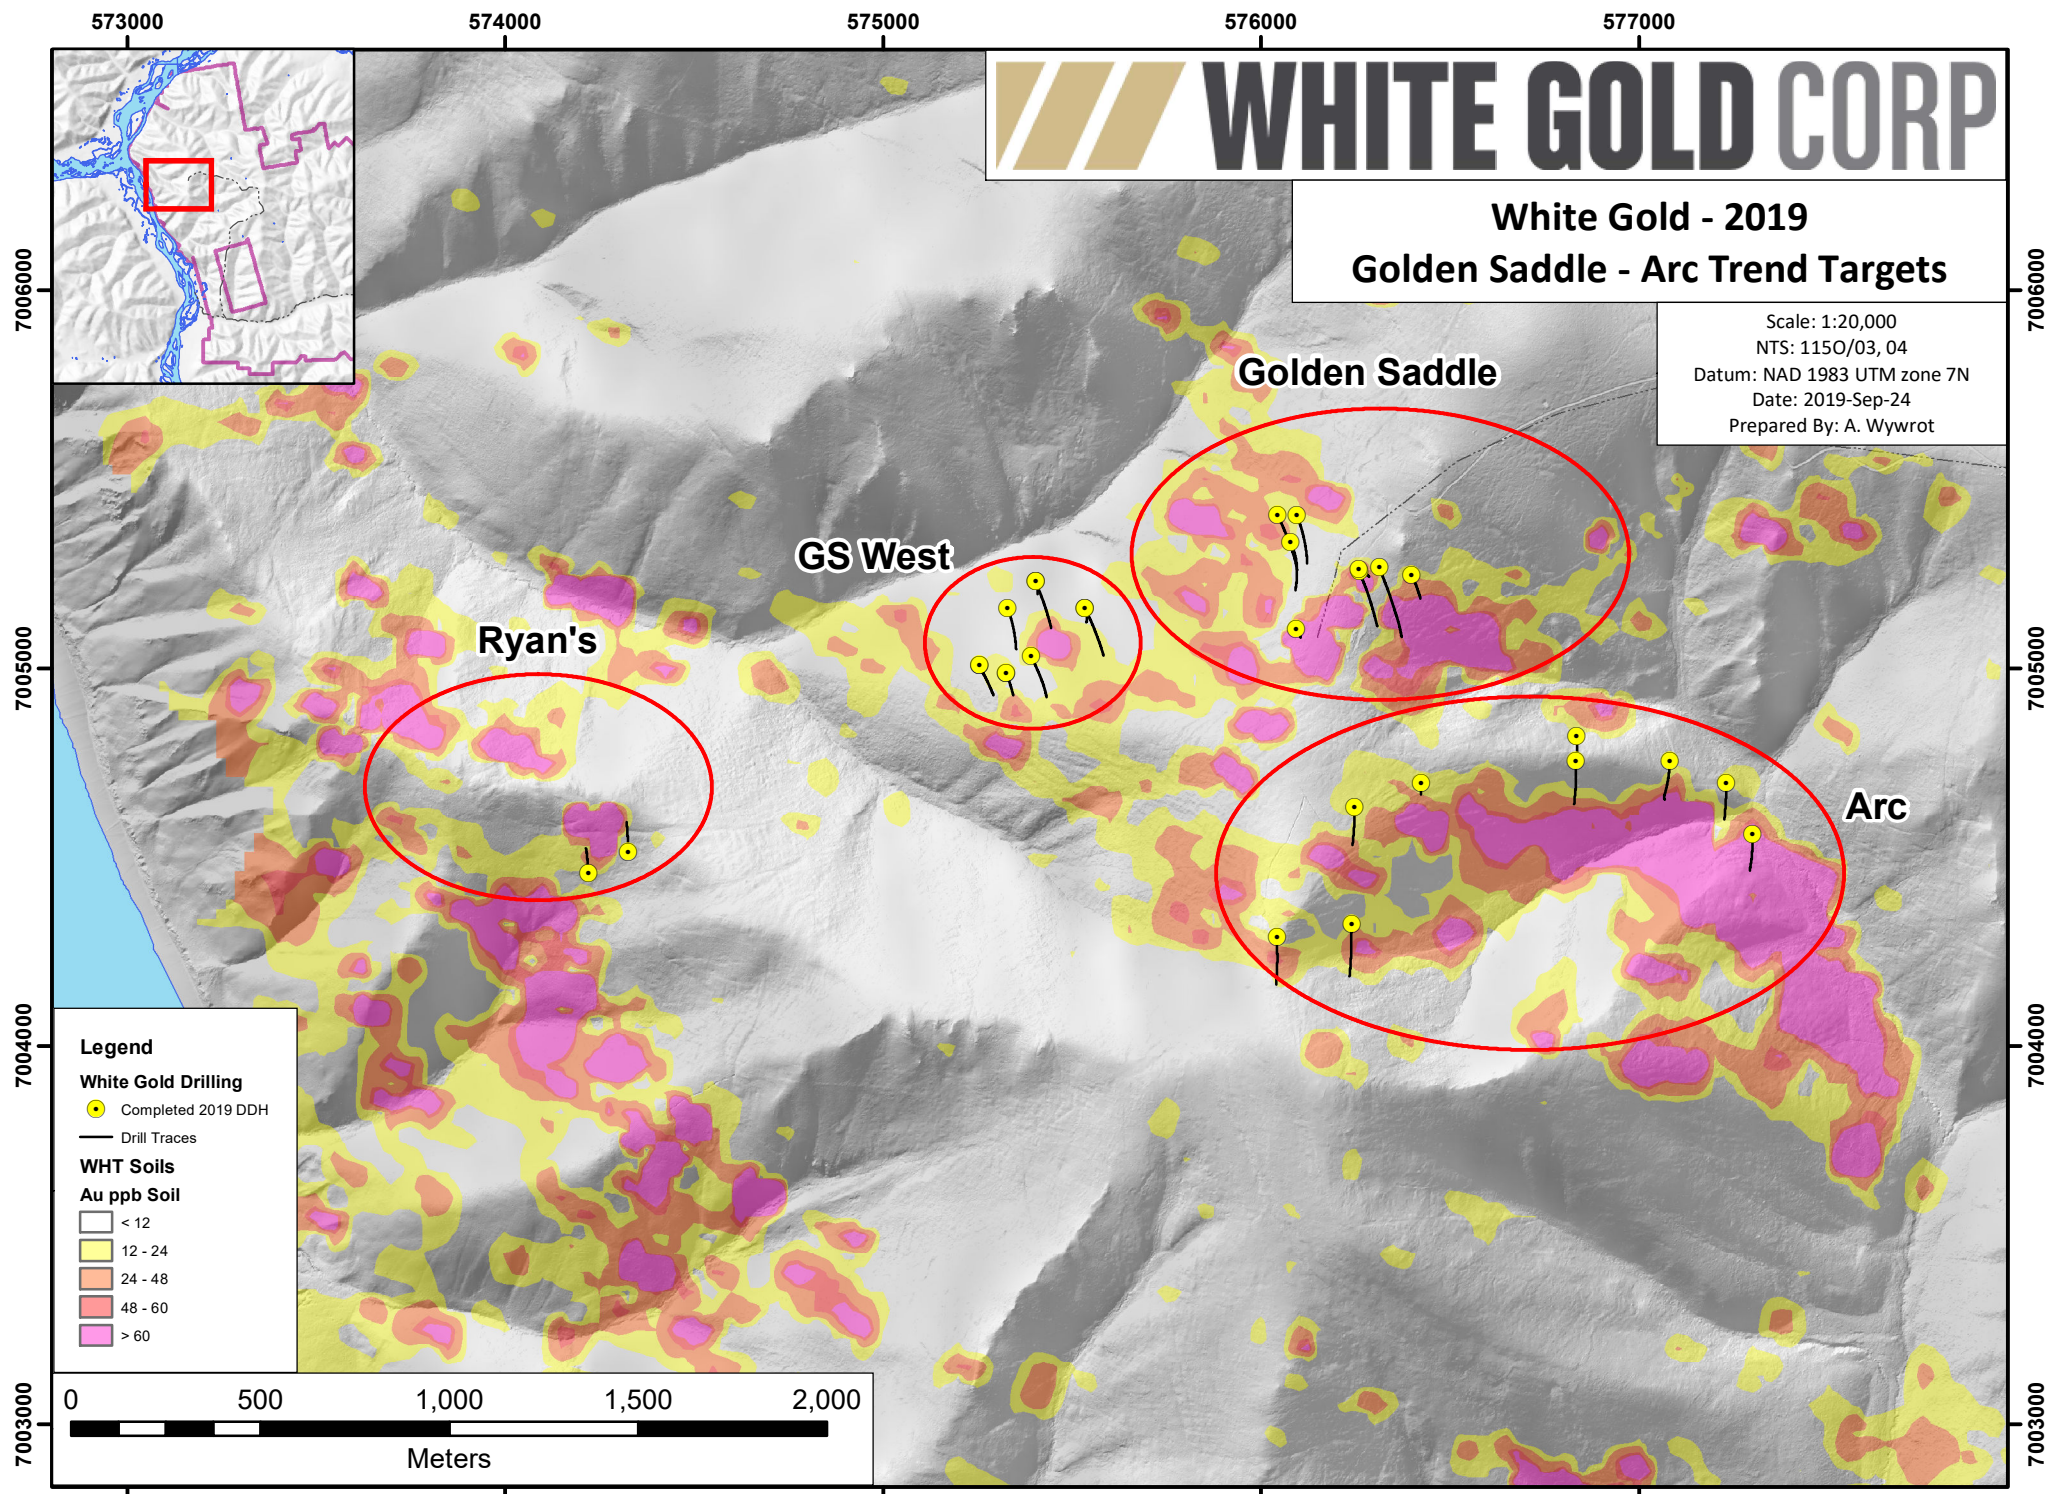 573000 574000 575000 576000 577000
WHITE GOLD CORP
White Gold - 2019
Golden Saddle - Arc Trend Targets
7006000 7006000
Scale: 1:20,000
NTS: 115O/03, 04
Datum: NAD 1983 UTM zone 7N
Date: 2019-Sep-24
Prepared By: A. Wywrot
Golden Saddle
GS West
Ryan's
7005000 7005000
Arc
7004000 7004000
Legend
White Gold Drilling
Completed 2019 DDH
Drill Traces
WHT Soils
Au ppb Soil
< 12
12 - 24
24 - 48
48 - 60
> 60
0 500 1,000 1,500 2,000
Meters
7003000 7003000